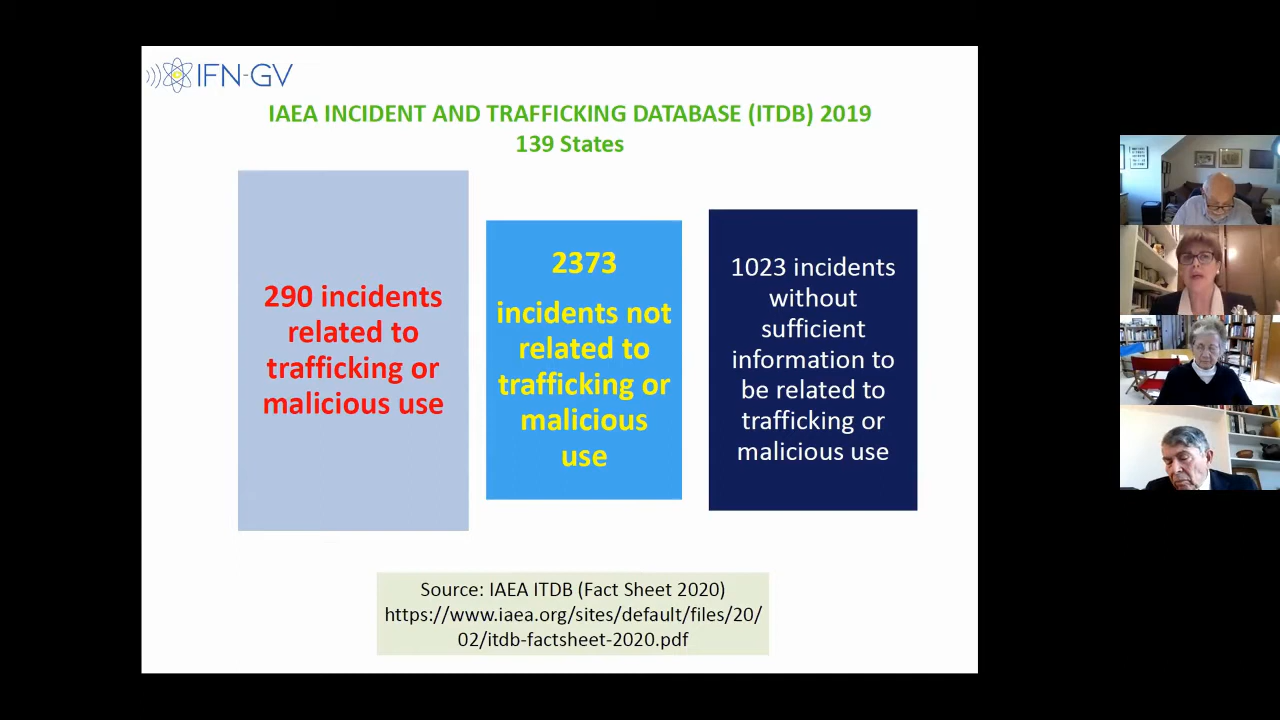 IFN-GV
IAEA INCIDENT AND TRAFFICKING DATABASE (ITDB) 2019
139 States
290 incidents
related to
trafficking or
malicious use
2373
incidents not
related to
trafficking or
malicious
use
1023 incidents
without
sufficient
information to
be related to
trafficking or
malicious use
Source: IAEA ITDB (Fact Sheet 2020)
https://www.iaea.org/sites/default/files/20/
02/itdb-factsheet-2020.pdf